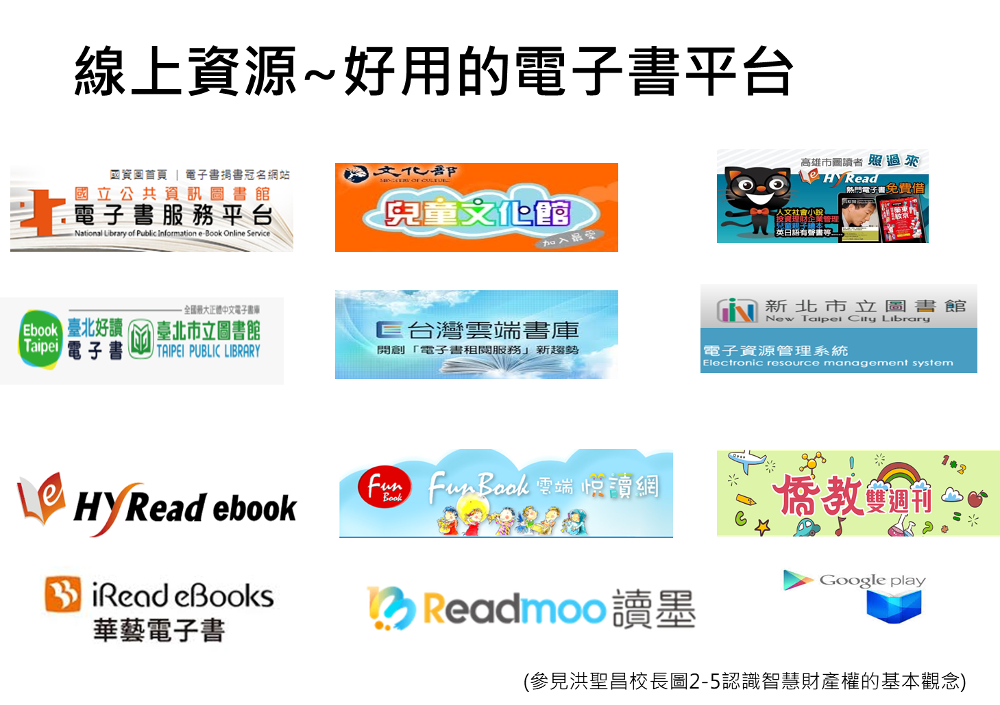 線上資源~好用的電子書平台
國資圖首頁 | 電子書捐書冠名網站
國立公共資訊圖書館
電子書服務平台
National Library of Public Information e-Book Online Service
文化部
MINISTRY OF CULTURE
兒童文化館
加入最愛
高雄市圖讀者 照過來
HyRead
熱門電子書免費借
人文社會小說
投資理財企業管理
兒童親子繪本
英日語有聲書等......
全國最大正體中文電子書庫
Ebook Taipei
臺北好讀
電子書
臺北市立圖書館
TAIPEI PUBLIC LIBRARY
台灣雲端書庫
開創「電子書租閱服務」新趨勢
新北市立圖書館
New Taipei City Library
電子資源管理系統
Electronic resource management system
HyRead ebook
Fun Book
FunBook 雲端 悅讀網
僑教雙週刊
1+2
iRead eBooks
華藝電子書
Readmoo 讀墨
Google play
(參見洪聖昌校長圖2-5認識智慧財產權的基本觀念)